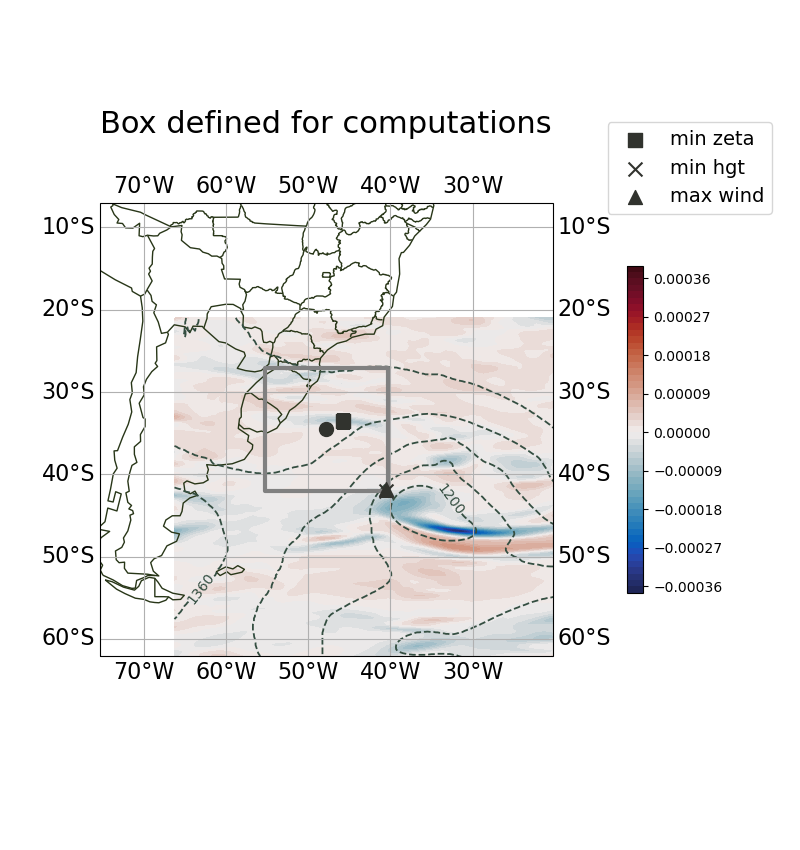 Box defined for computations
min zeta
min hgt
max wind
70°W 60°W 50°W 40°W 30°W
10°S 10°S
20°S 20°S
30°S 30°S
40°S 40°S
50°S 50°S
60°S 60°S
1200
1360
70°W 60°W 50°W 40°W 30°W
0.00036
0.00027
0.00018
0.00009
0.00000
−0.00009
−0.00018
−0.00027
−0.00036